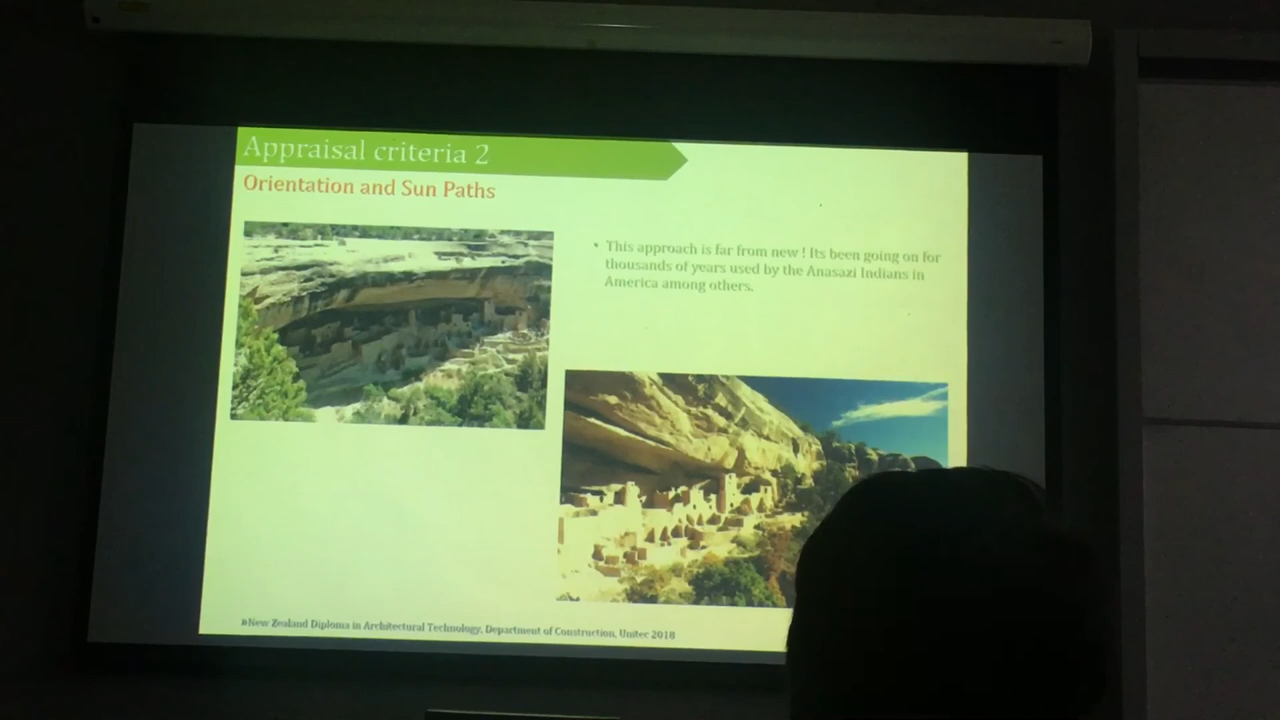 Appraisal criteria 2
Orientation and Sun Paths
• This approach is far from new ! Its been going on for
thousands of years used by the Anasazi Indians in
America among others.
»New Zealand Diploma in Architectural Technology, Department of Construction, Unitec 2018